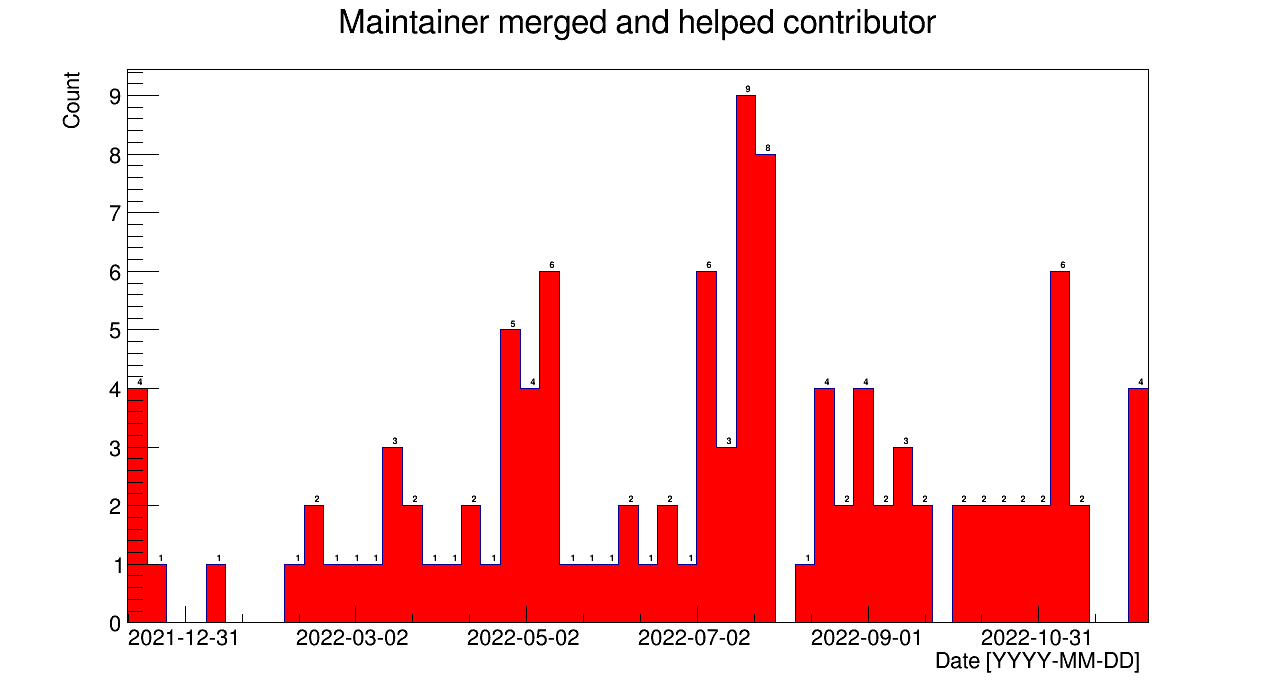 Maintainer merged and helped contributor
Count
9
8
7
6
5
4
3
2
1
0
4 1 1 1 2 1 1 1 3 2 1 1 2 1 5 4 6 1 1 1 2 1 2 1 6 3 9 8 1 4 2 4 2 3 2 2 2 2 2 2 6 2 4
2021-12-31 2022-03-02 2022-05-02 2022-07-02 2022-09-01 2022-10-31
Date [YYYY-MM-DD]